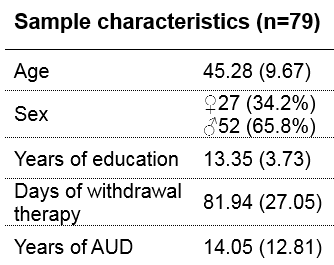 Sample characteristics (n=79)
Age 45.28 (9.67)
♀27 (34.2%)
Sex
♂52 (65.8%)
Years of education 13.35 (3.73)
Days of withdrawal
therapy 81.94 (27.05)
Years of AUD 14.05 (12.81)